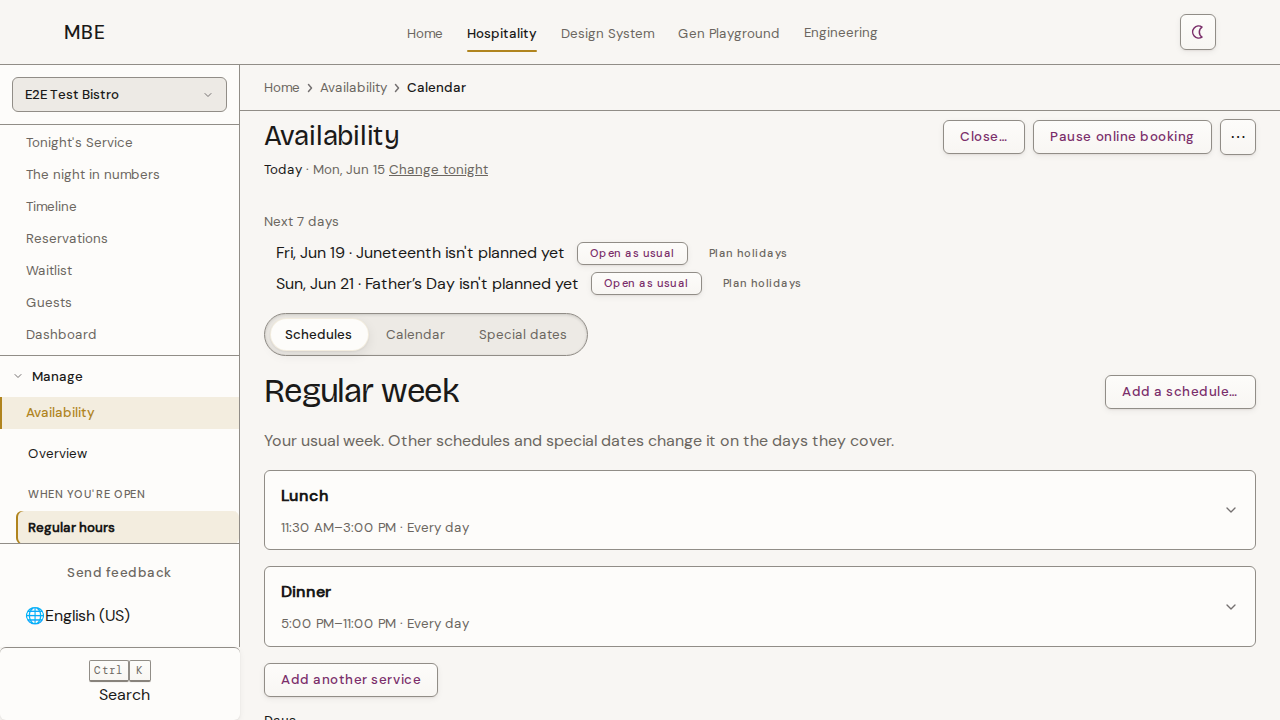 MBE
Home
Hospitality
Design System
Gen Playground
Engineering
E2E Test Bistro
Tonight's Service
The night in numbers
Timeline
Reservations
Waitlist
Guests
Dashboard
Manage
Availability
Overview
WHEN YOU'RE OPEN
Regular hours
Send feedback
🌐English (US)
Ctrl K
Search
Home > Availability > Calendar
Availability
Close…
Pause online booking
···
Today · Mon, Jun 15 Change tonight
Next 7 days
Fri, Jun 19 · Juneteenth isn't planned yet
Open as usual
Plan holidays
Sun, Jun 21 · Father’s Day isn't planned yet
Open as usual
Plan holidays
Schedules
Calendar
Special dates
Regular week
Add a schedule…
Your usual week. Other schedules and special dates change it on the days they cover.
Lunch
11:30 AM–3:00 PM · Every day
Dinner
5:00 PM–11:00 PM · Every day
Add another service
Days